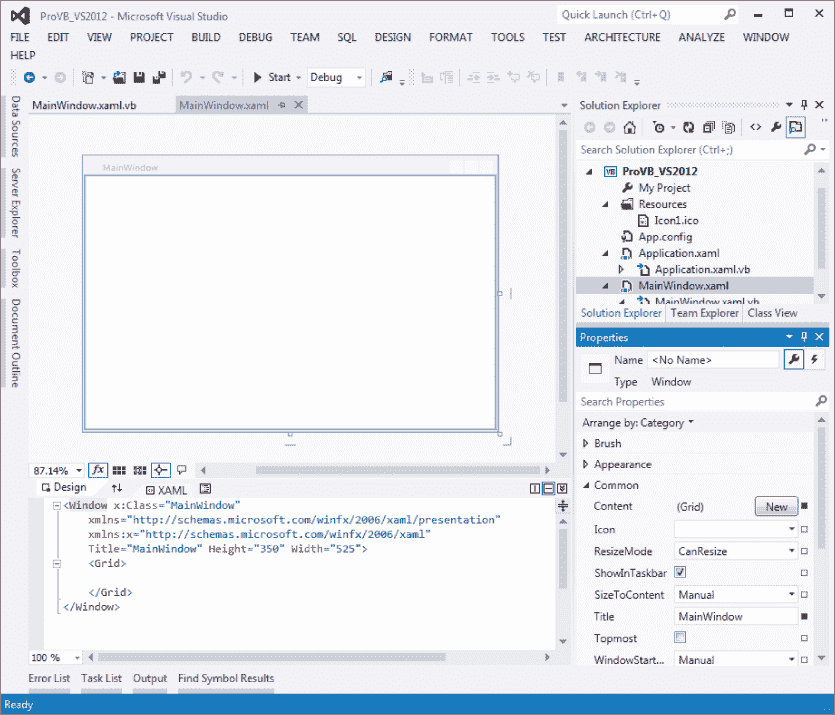 ProVB_VS2012 - Microsoft Visual Studio
Quick Launch (Ctrl+Q)
FILE EDIT VIEW PROJECT BUILD DEBUG TEAM SQL DESIGN FORMAT TOOLS TEST ARCHITECTURE ANALYZE WINDOW
HELP
Start Debug
Data Sources
Server Explorer
Toolbox
Document Outline
MainWindow.xaml.vb MainWindow.xaml
MainWindow
87.14% fx
Design XAML
<Window x:Class="MainWindow"
xmlns="http://schemas.microsoft.com/winfx/2006/xaml/presentation"
xmlns:x="http://schemas.microsoft.com/winfx/2006/xaml"
Title="MainWindow" Height="350" Width="525">
<Grid>
</Grid>
</Window>
100 %
Error List Task List Output Find Symbol Results
Ready
Solution Explorer
Search Solution Explorer (Ctrl+;)
VB ProVB_VS2012
My Project
Resources
Icon1.ico
App.config
Application.xaml
Application.xaml.vb
MainWindow.xaml
MainWindow.xaml.vb
Solution Explorer Team Explorer Class View
Properties
Name <No Name>
Type Window
Search Properties
Arrange by: Category
Brush
Appearance
Common
Content (Grid) New
Icon
ResizeMode CanResize
ShowInTaskbar
SizeToContent Manual
Title MainWindow
Topmost
WindowStart... Manual